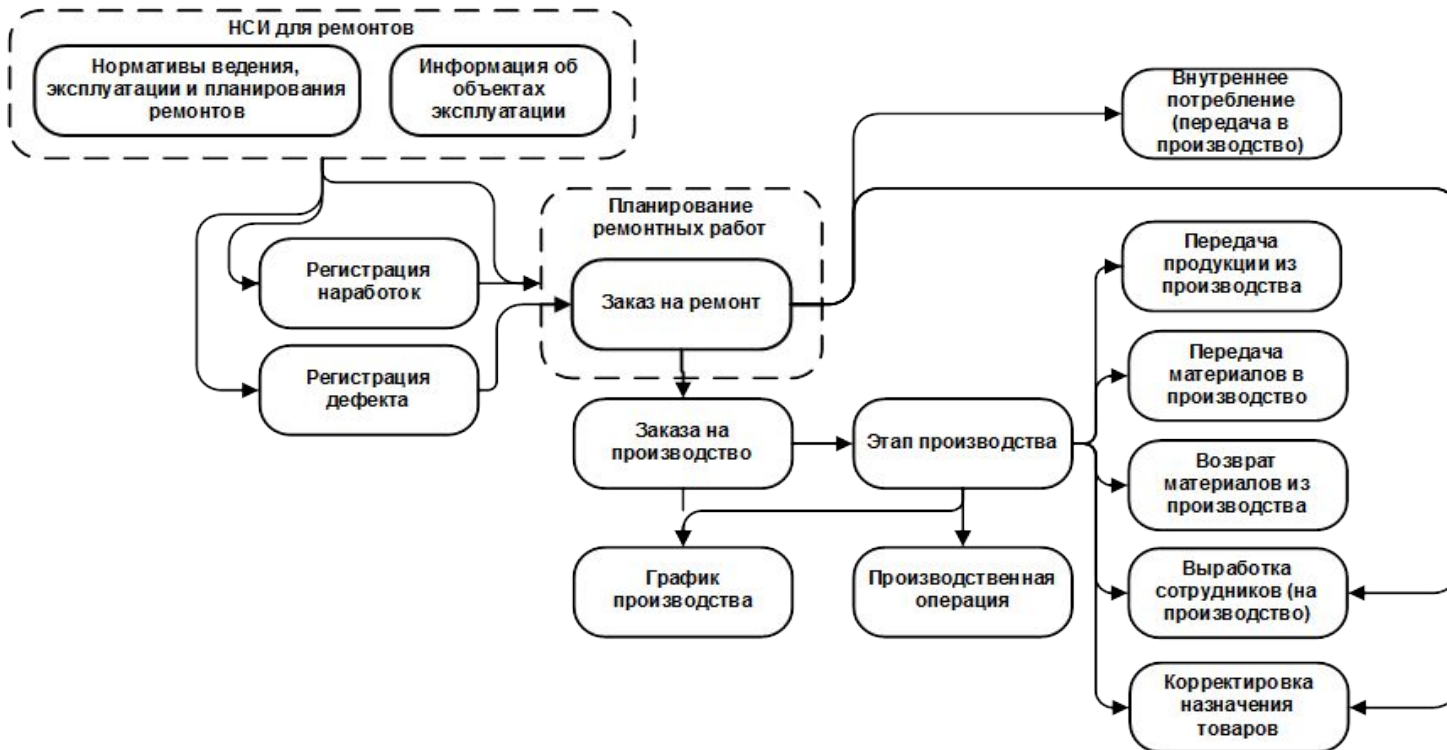 НСИ для ремонтов
Нормативы ведения,
эксплуатации и планирования
ремонтов
Информация об
объектах
эксплуатации
Внутреннее
потребление
(передача в
производство)
Планирование
ремонтных работ
Регистрация
наработок
Заказ на ремонт
Передача
продукции из
производства
Регистрация
дефекта
Передача
материалов в
производство
Заказа на
производство
Этап производства
Возврат
материалов из
производства
График
производства
Производственная
операция
Выработка
сотрудников (на
производство)
Корректировка
назначения
товаров